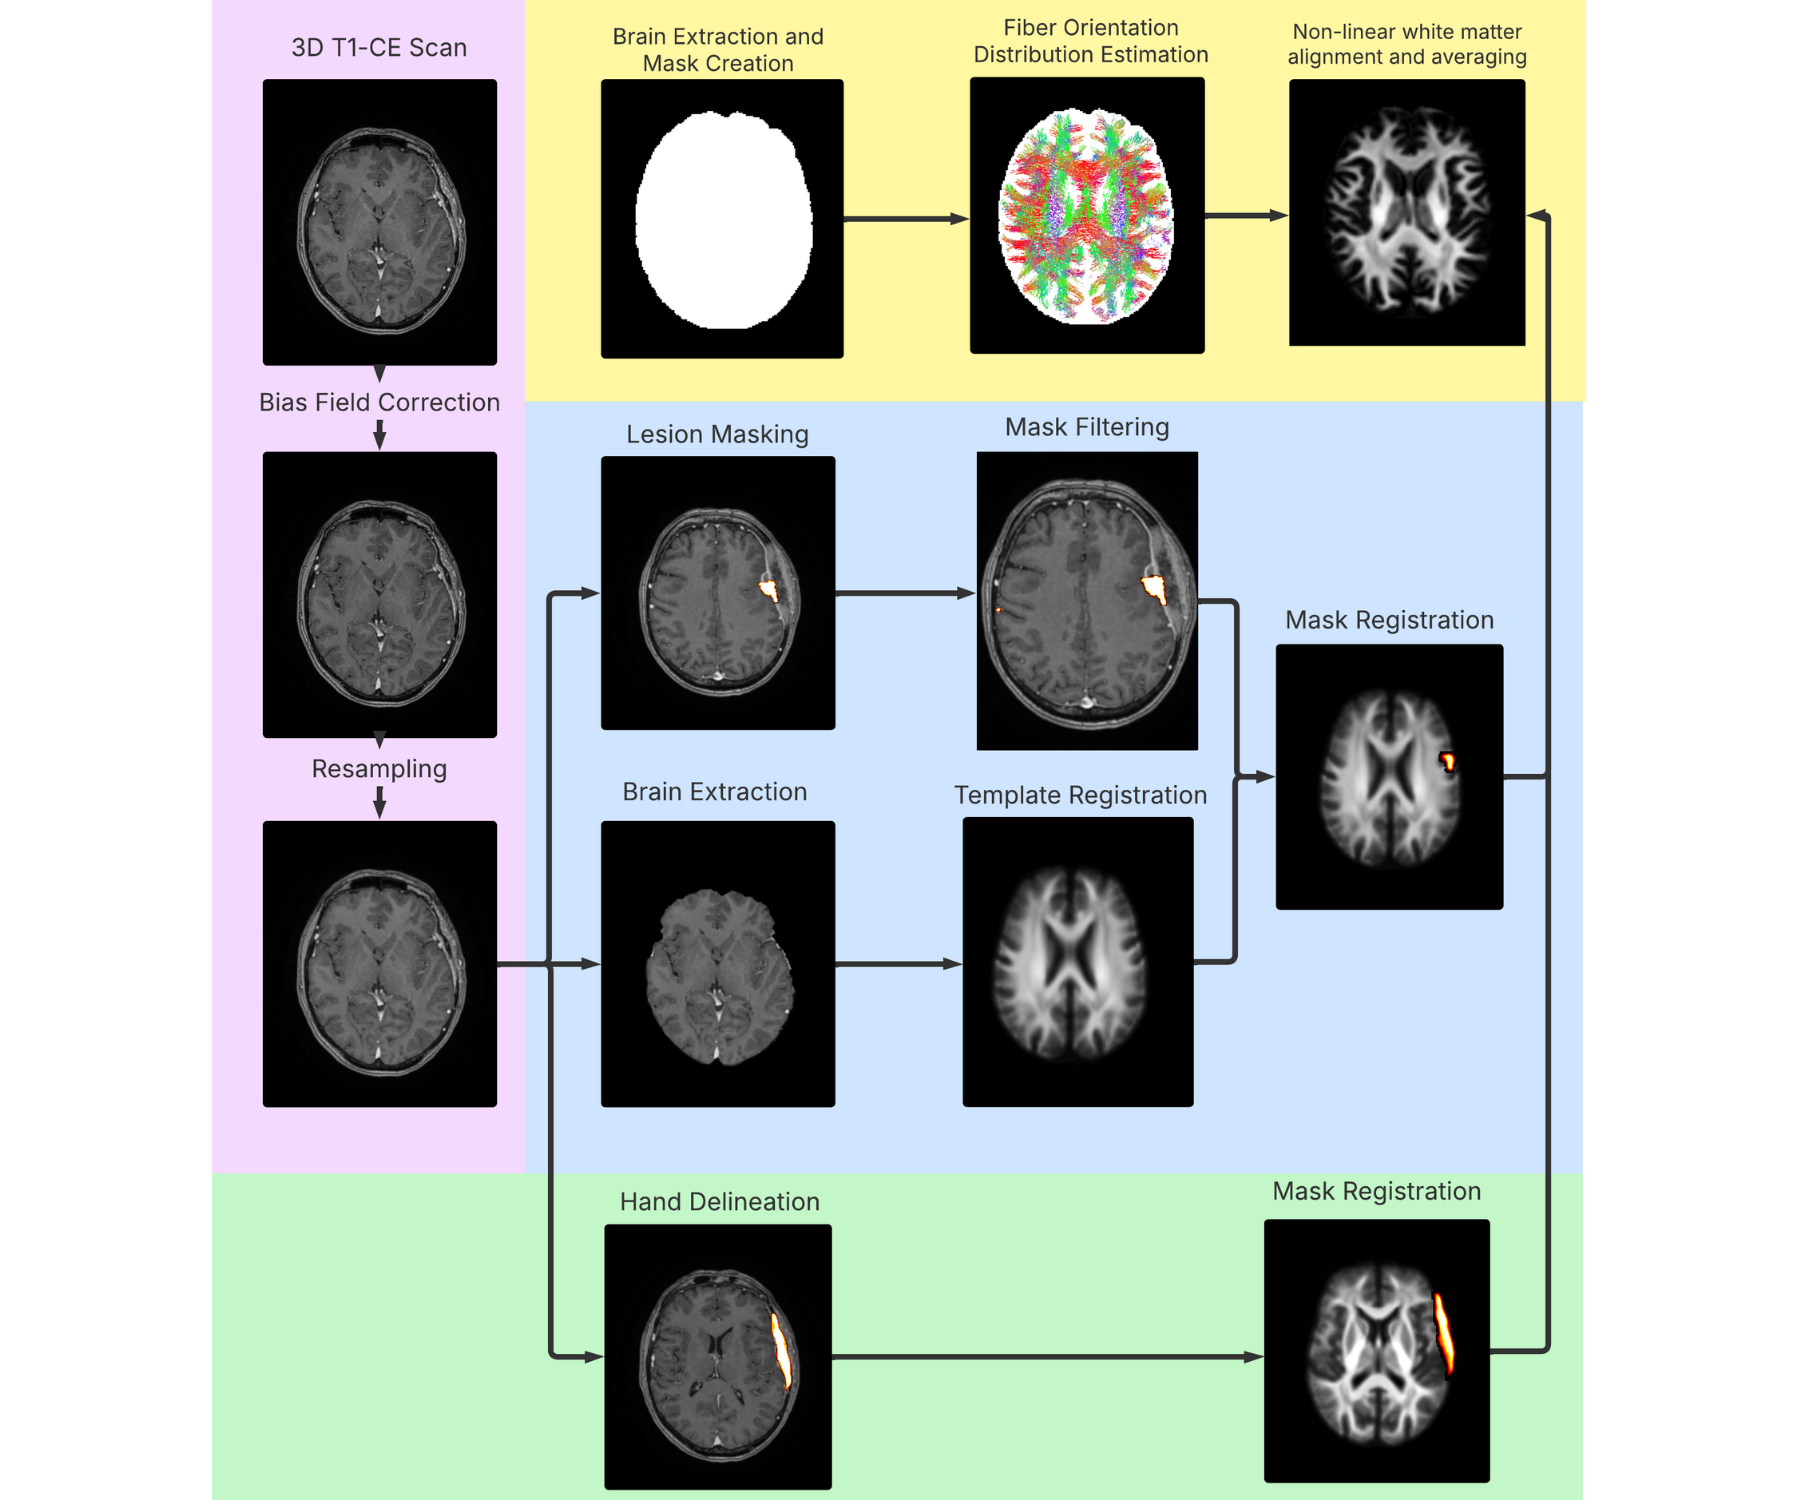 3D T1-CE Scan
Bias Field Correction
Resampling
Brain Extraction and
Mask Creation
Fiber Orientation
Distribution Estimation
Non-linear white matter
alignment and averaging
Lesion Masking
Mask Filtering
Mask Registration
Brain Extraction
Template Registration
Hand Delineation
Mask Registration